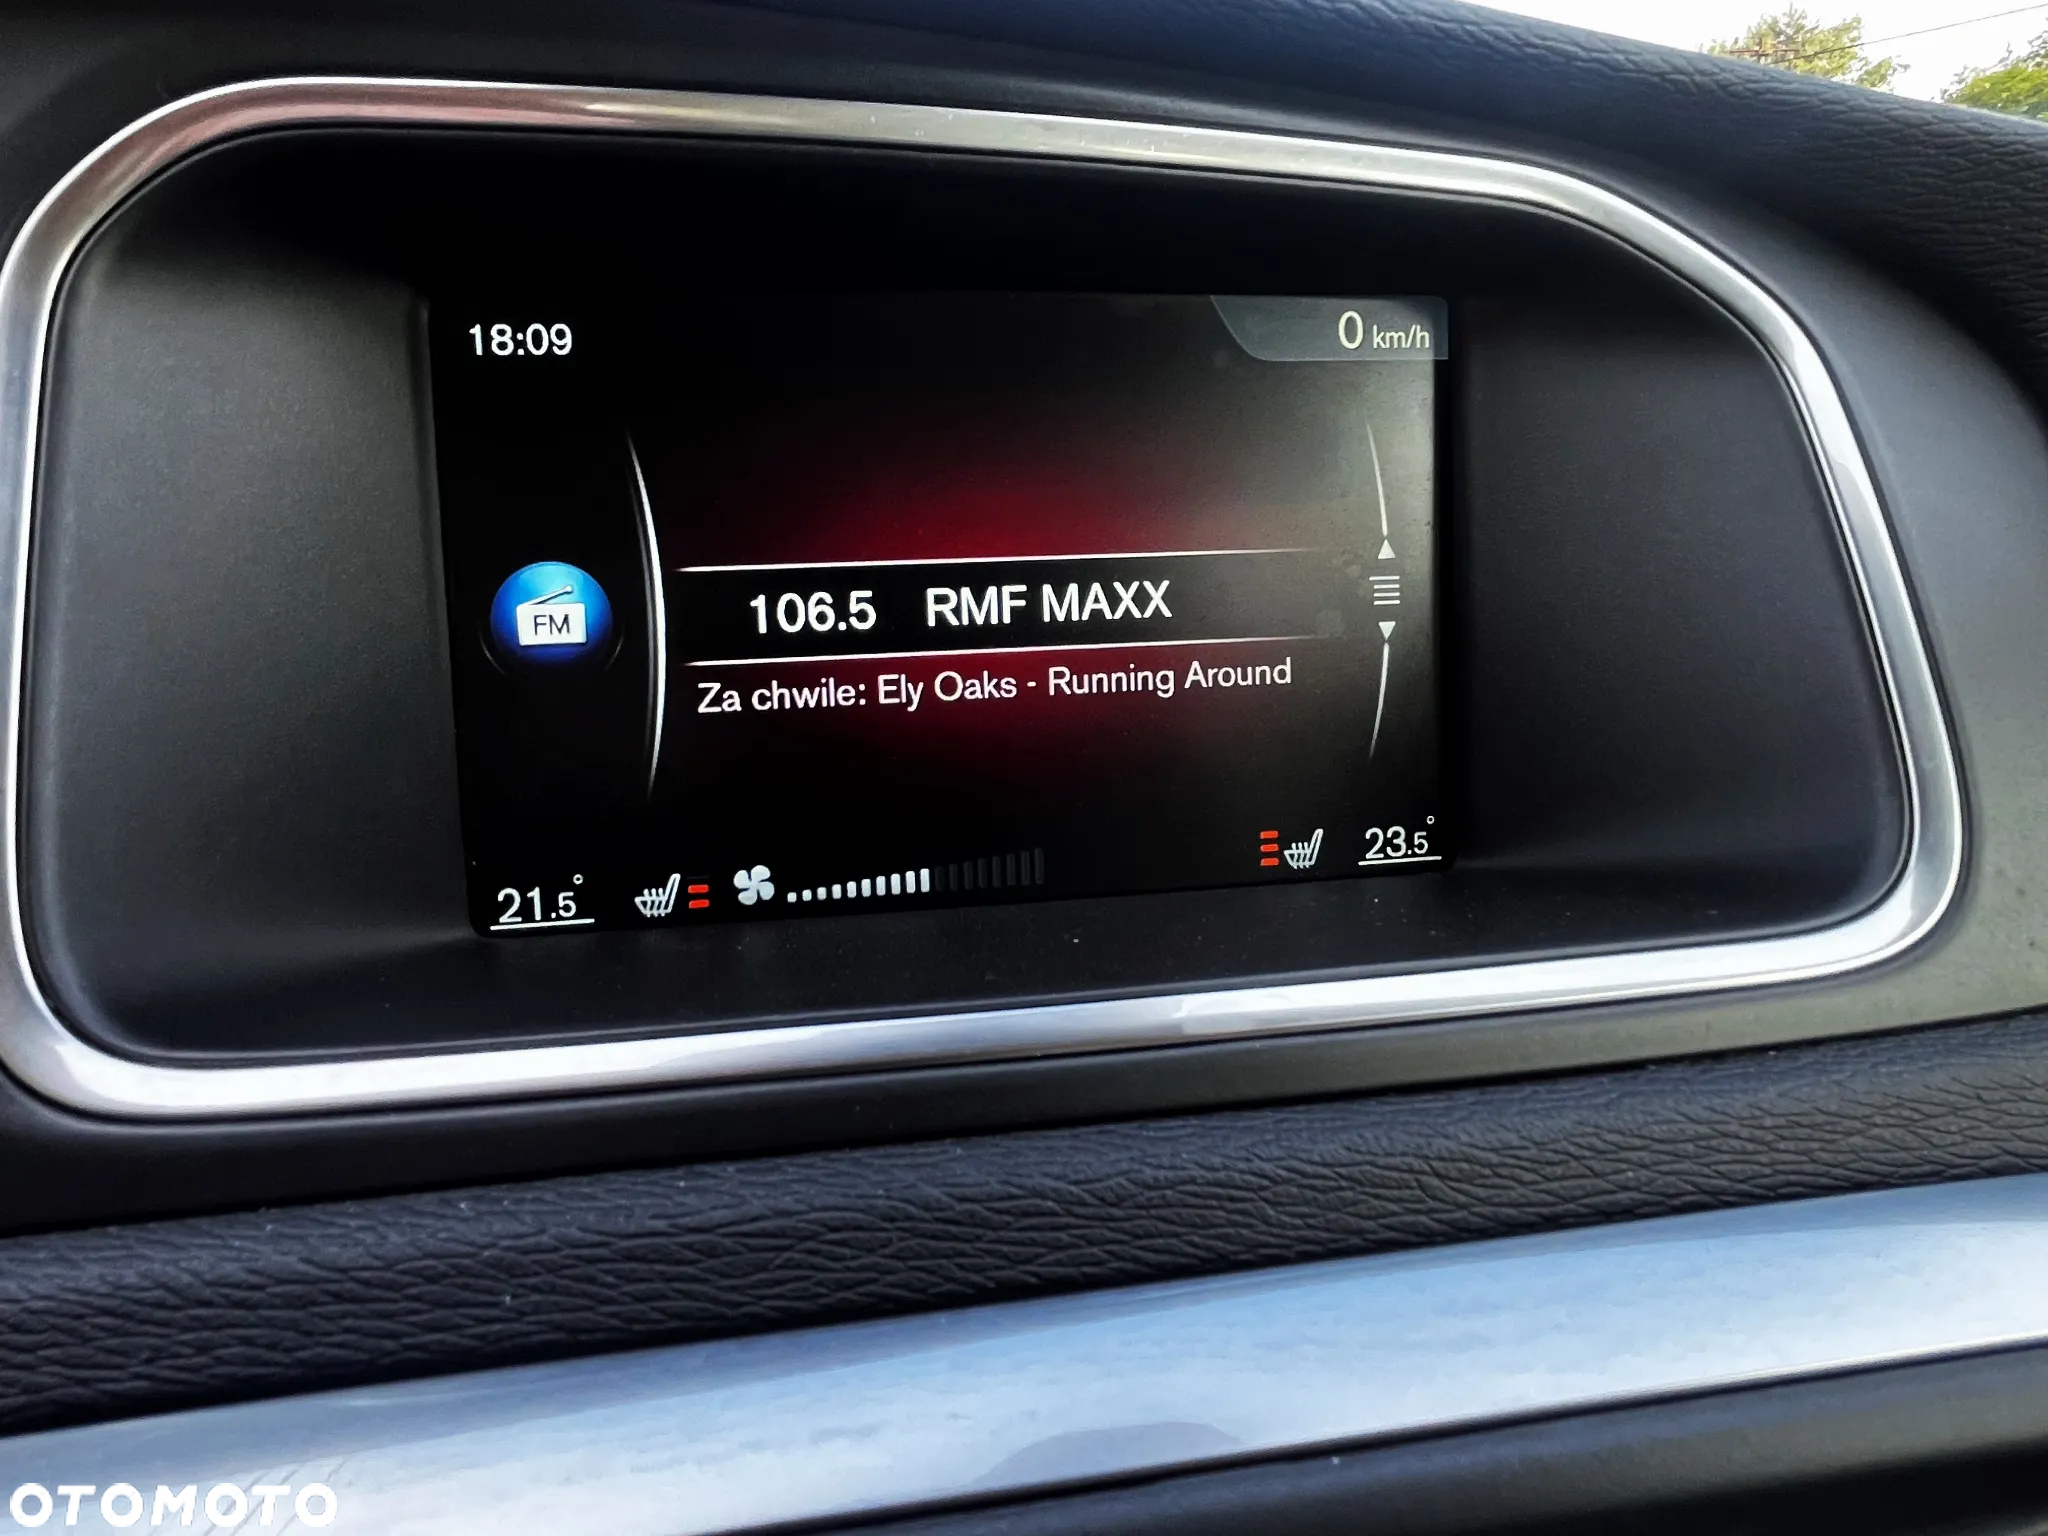 18:09
0 km/h
FM
106.5 RMF MAXX
Za chwile: Ely Oaks - Running Around
21.5°
23.5°
OTOMOTO